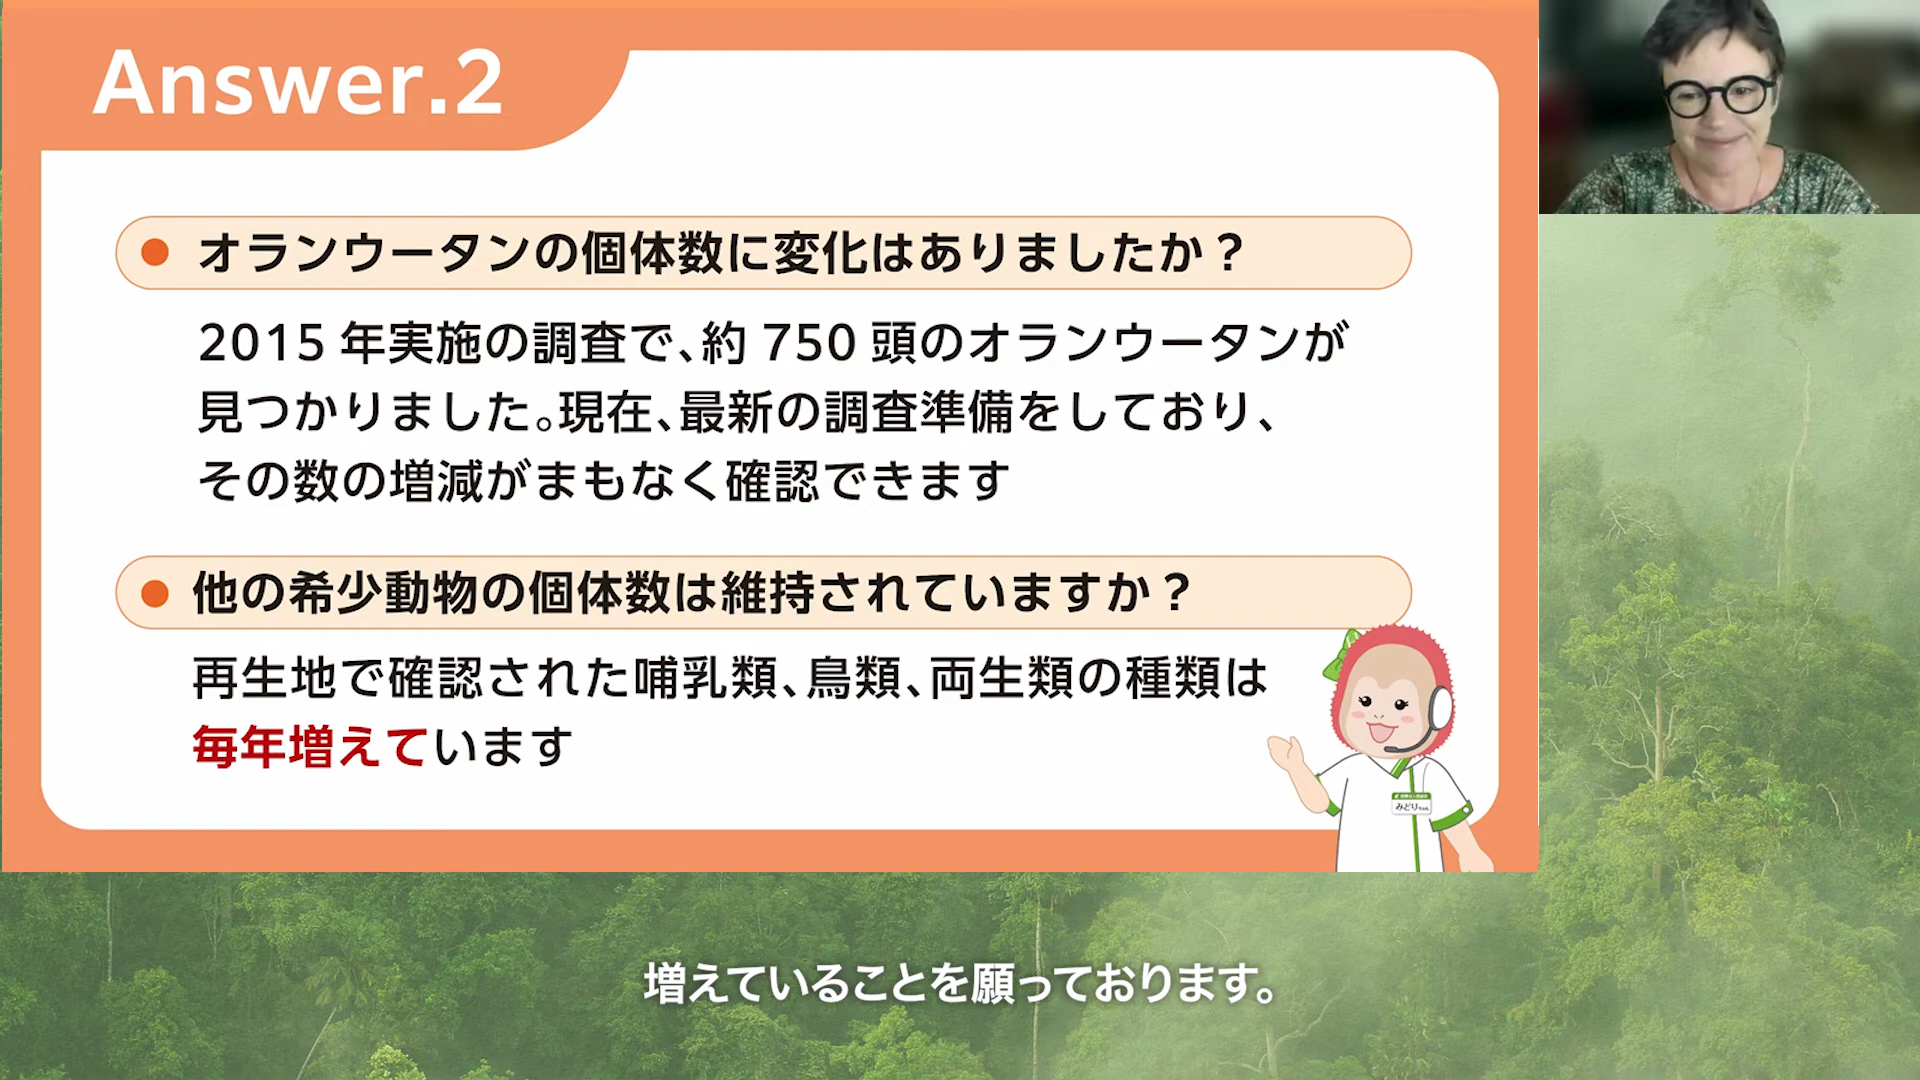 Answer.2
オランウータンの個体数に変化はありましたか？
2015 年実施の調査で、約 750 頭のオランウータンが
見つかりました。現在、最新の調査準備をしており、
その数の増減がまもなく確認できます
他の希少動物の個体数は維持されていますか？
再生地で確認された哺乳類、鳥類、両生類の種類は
毎年増えています
みどりちゃん
増えていることを願っております。